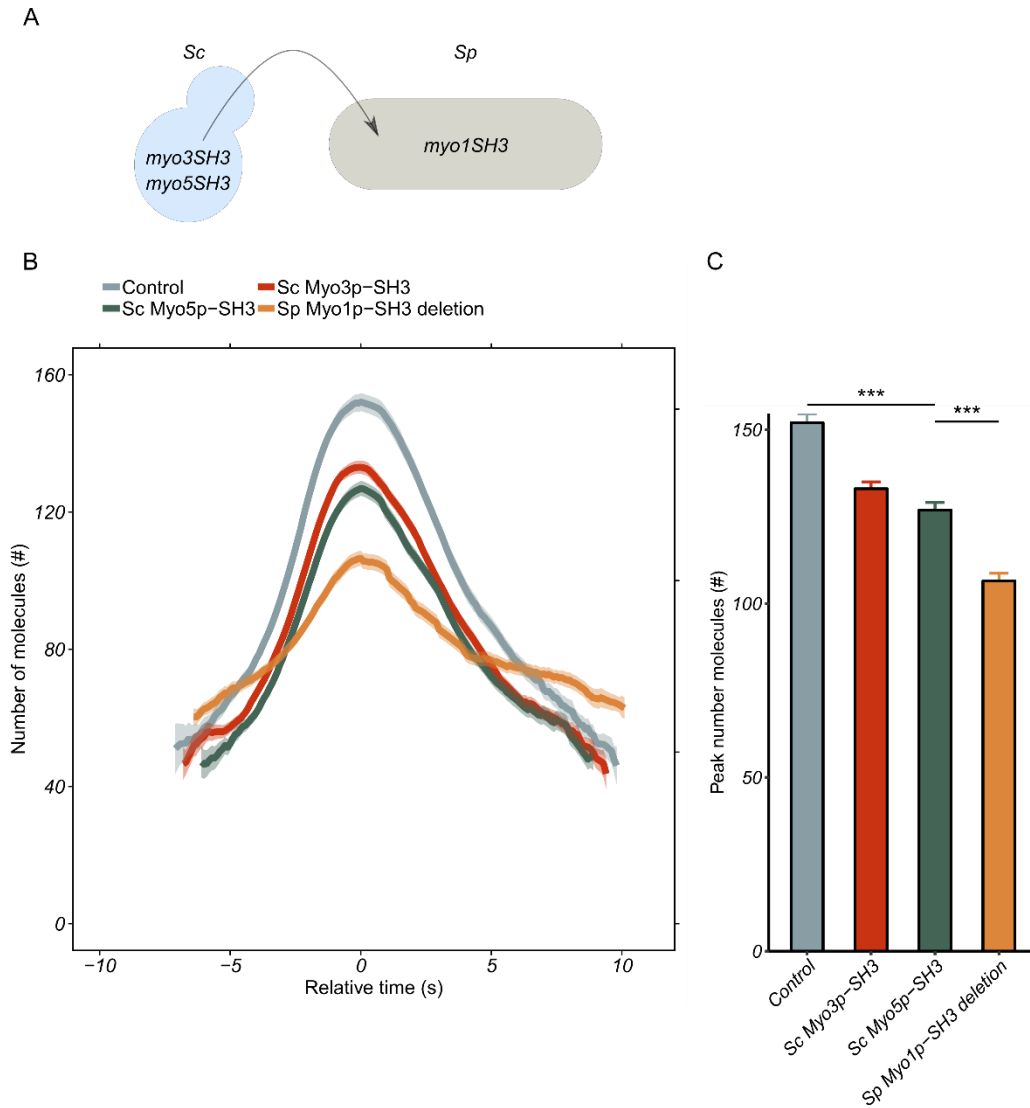 A
Sc
Sp
myo3SH3
myo5SH3
myo1SH3
B
C
Control
Sc Myo3p−SH3
Sc Myo5p−SH3
Sp Myo1p−SH3 deletion
160
120
80
40
0
Number of molecules (#)
−10
−5
0
5
10
Relative time (s)
***
***
150
100
50
0
Peak number molecules (#)
Control
Sc Myo3p−SH3
Sc Myo5p−SH3
Sp Myo1p−SH3 deletion